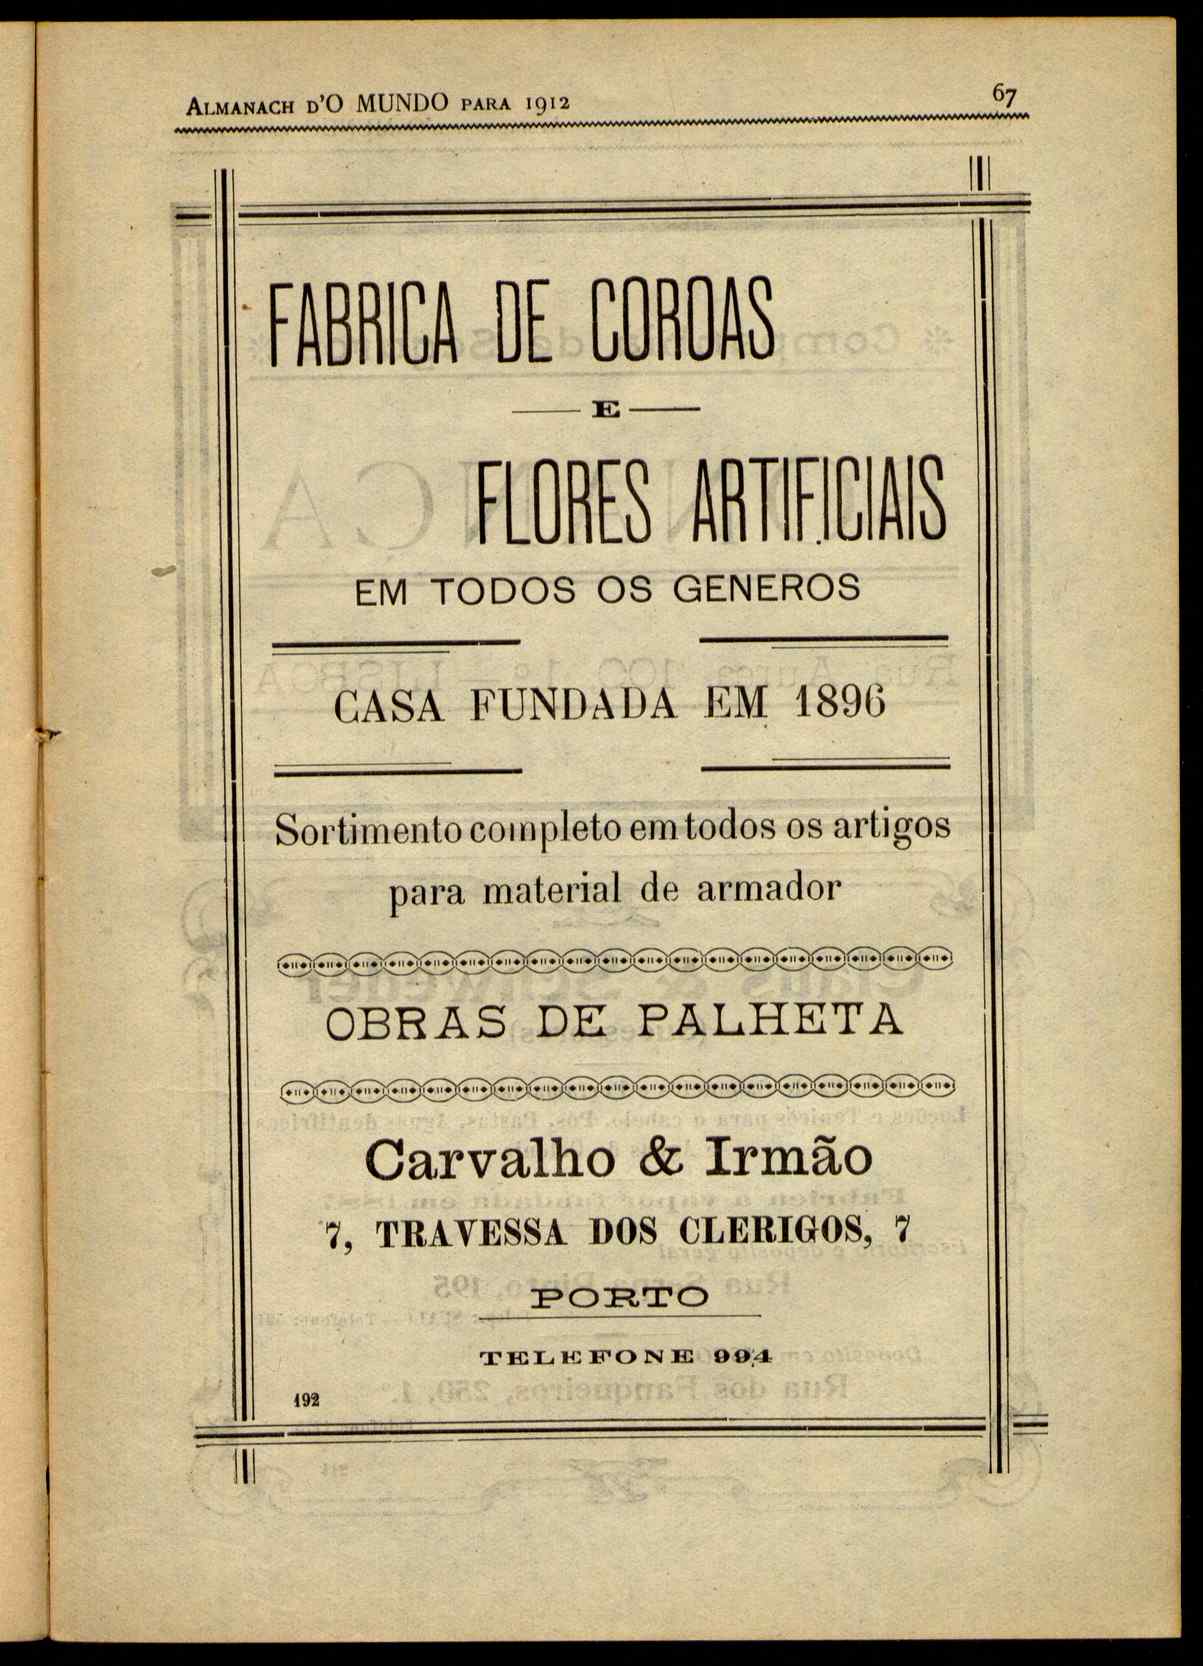 ALMANACH D'O MUNDO PARA 1912
67
FABRICA DE COROAS
E
FLORES ARTIFICIAIS
EM TODOS OS GENEROS
CASA FUNDADA EM 1896
Sortimento completo em todos os artigos
para material de armador
OBRAS DE PALHETA
Carvalho & Irmão
7, TRAVESSA DOS CLERIGOS, 7
PORTO
TELEFONE 994
192